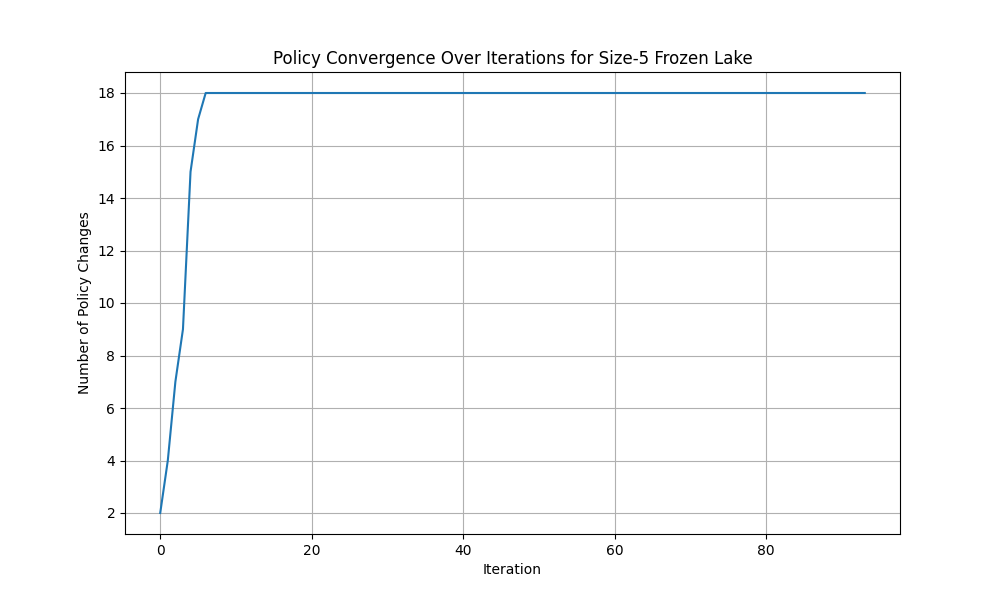 Policy Convergence Over Iterations for Size-5 Frozen Lake
Number of Policy Changes
18
16
14
12
10
8
6
4
2
0 20 40 60 80
Iteration